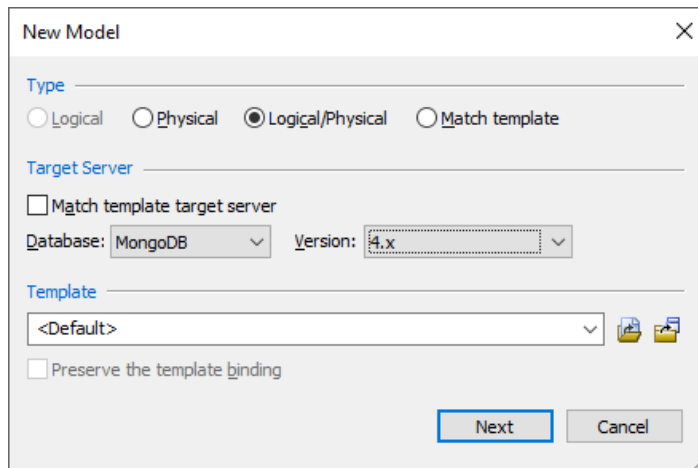 New Model
Type
Logical Physical Logical/Physical Match template
Target Server
Match template target server
Database: MongoDB Version: 4.x
Template
<Default>
Preserve the template binding
Next Cancel